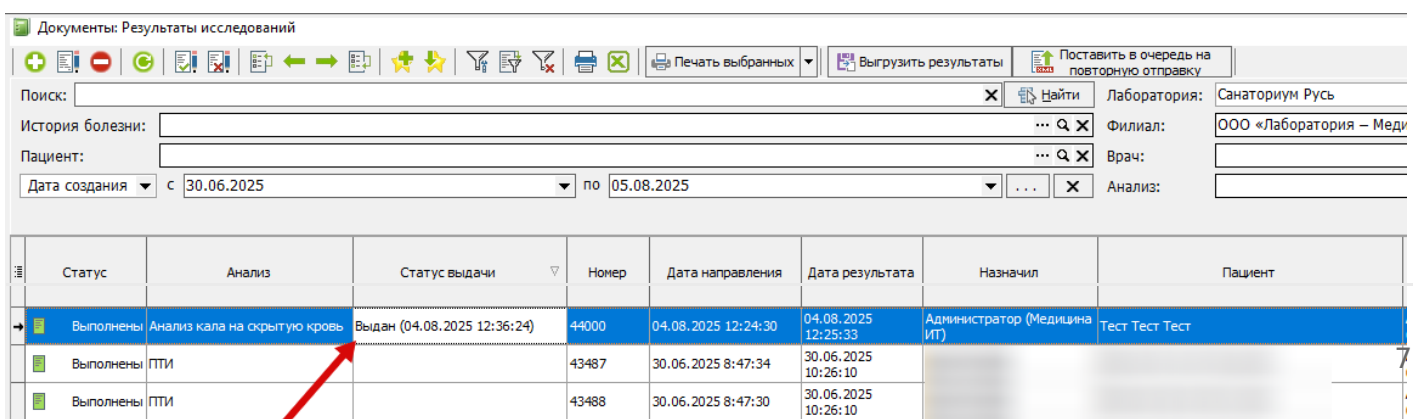 Документы: Результаты исследований
Печать выбранных
Выгрузить результаты
Поставить в очередь на
повторную отправку
Поиск:
Найти
Лаборатория: Санаториум Русь
История болезни:
Филиал: ООО «Лаборатория – Меди
Пациент:
Врач:
Дата создания с 30.06.2025 по 05.08.2025 ...
Анализ:
Статус Анализ Статус выдачи Номер Дата направления Дата результата Назначил Пациент
Выполнены Анализ кала на скрытую кровь Выдан (04.08.2025 12:36:24) 44000 04.08.2025 12:24:30 04.08.2025 12:25:33 Администратор (Медицина ИТ) Тест Тест Тест
Выполнены ПТИ 43487 30.06.2025 8:47:34 30.06.2025 10:26:10
Выполнены ПТИ 43488 30.06.2025 8:47:30 30.06.2025 10:26:10